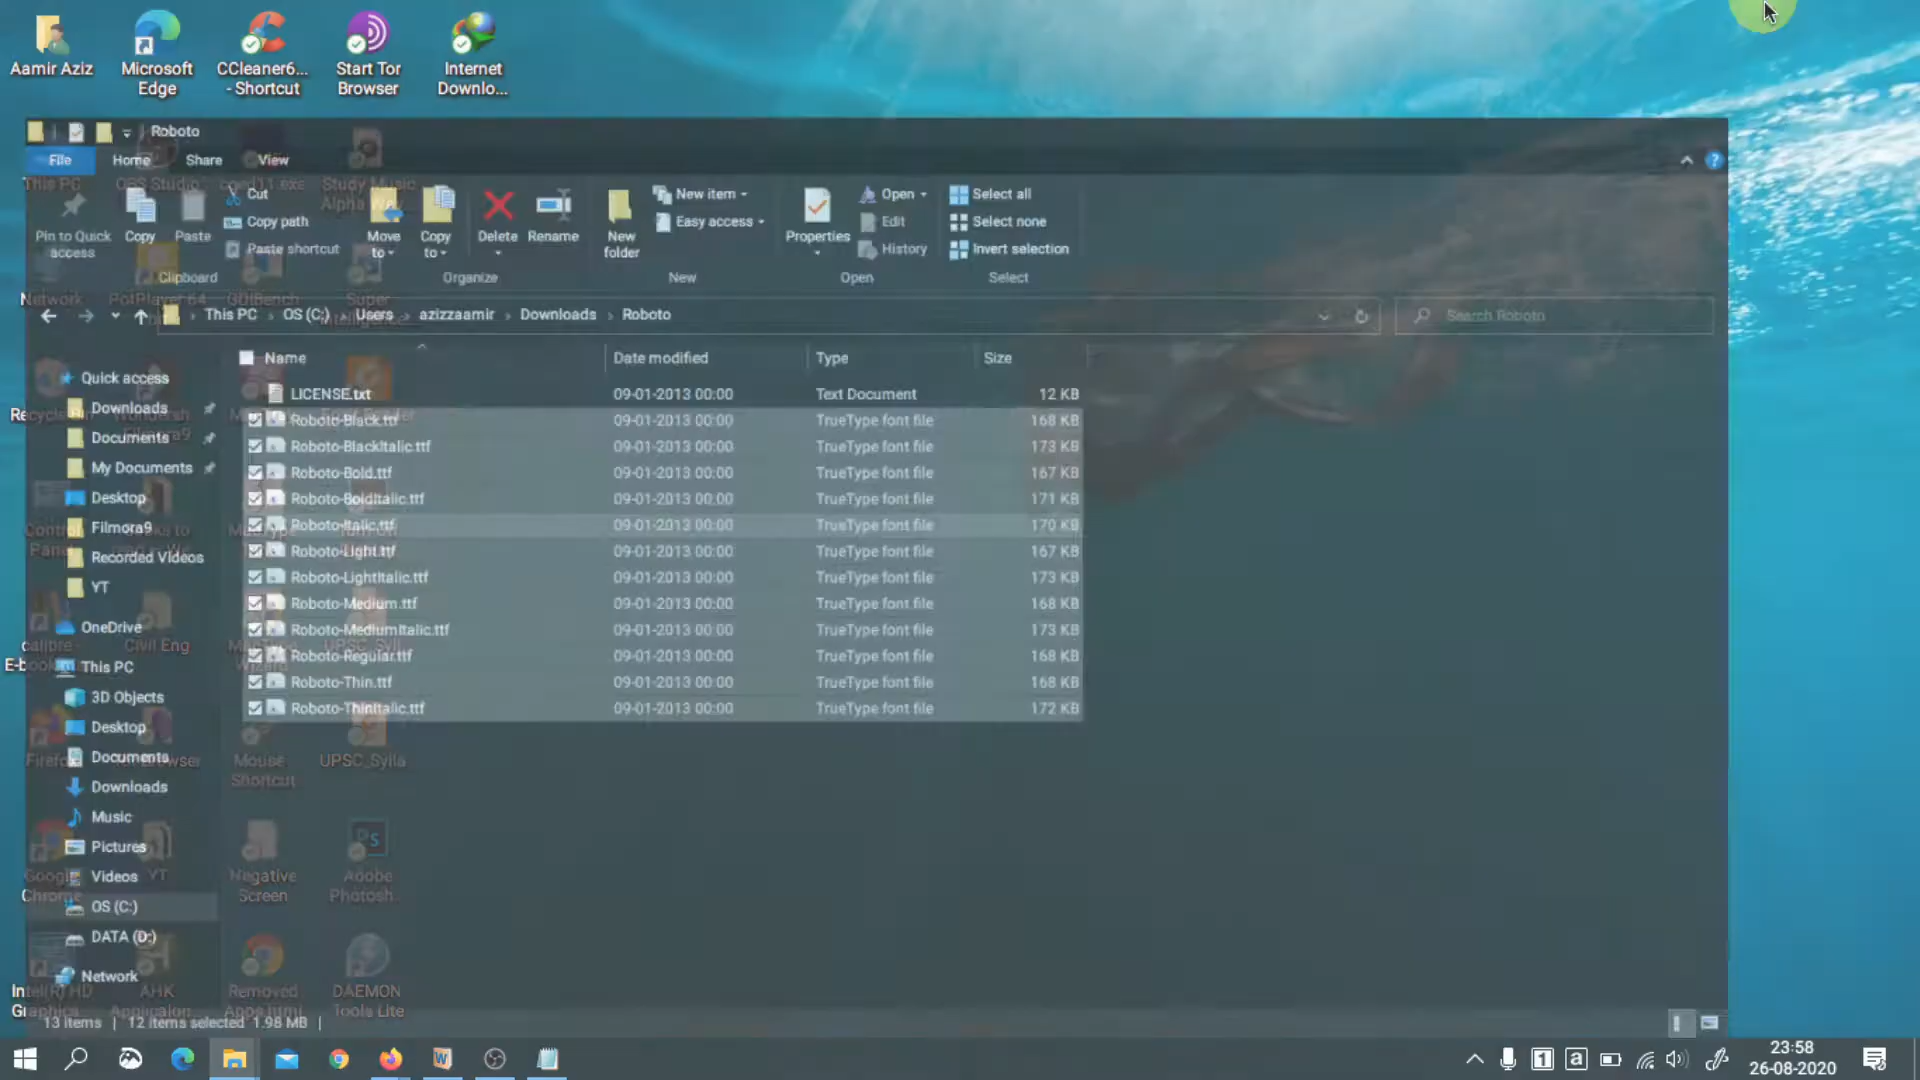 Aamir Aziz
Microsoft Edge
CCleaner6... - Shortcut
Start Tor Browser
Internet Downlo...
Roboto
File
Home
Share
View
This PC
OBS Studio
Study Music
Pin to Quick access
Copy
Paste
Cut
Copy path
Paste shortcut
Clipboard
Move to
Copy to
Delete
Rename
Organize
New folder
New item
Easy access
New
Properties
Open
Edit
History
Open
Select all
Select none
Invert selection
Select
Network
PotPlayer 64
GDIBench
Super
This PC > OS (C:) > Users > azizzaamir > Downloads > Roboto
Search Roboto
Name Date modified Type Size
LICENSE.txt 09-01-2013 00:00 Text Document 12 KB
Roboto-Black.ttf 09-01-2013 00:00 TrueType font file 168 KB
Roboto-BlackItalic.ttf 09-01-2013 00:00 TrueType font file 173 KB
Roboto-Bold.ttf 09-01-2013 00:00 TrueType font file 167 KB
Roboto-BoldItalic.ttf 09-01-2013 00:00 TrueType font file 171 KB
Roboto-Italic.ttf 09-01-2013 00:00 TrueType font file 170 KB
Roboto-Light.ttf 09-01-2013 00:00 TrueType font file 167 KB
Roboto-LightItalic.ttf 09-01-2013 00:00 TrueType font file 173 KB
Roboto-Medium.ttf 09-01-2013 00:00 TrueType font file 168 KB
Roboto-MediumItalic.ttf 09-01-2013 00:00 TrueType font file 173 KB
Roboto-Regular.ttf 09-01-2013 00:00 TrueType font file 168 KB
Roboto-Thin.ttf 09-01-2013 00:00 TrueType font file 168 KB
Roboto-ThinItalic.ttf 09-01-2013 00:00 TrueType font file 172 KB
Quick access
Downloads
Documents
My Documents
Desktop
Filmora9
Recorded Videos
YT
OneDrive
This PC
3D Objects
Desktop
Documents
Downloads
Music
Pictures
Videos
OS (C:)
DATA (D:)
Network
Civil Eng
Mouse Shortcut
UPSC_Sylla
YT
Negative Screen
Adobe Photosh...
Google Chrome
Intel(R) HD Graphics
AHK
Removed Apps.html
DAEMON Tools Lite
13 items | 12 items selected 1.98 MB |
23:58
26-08-2020